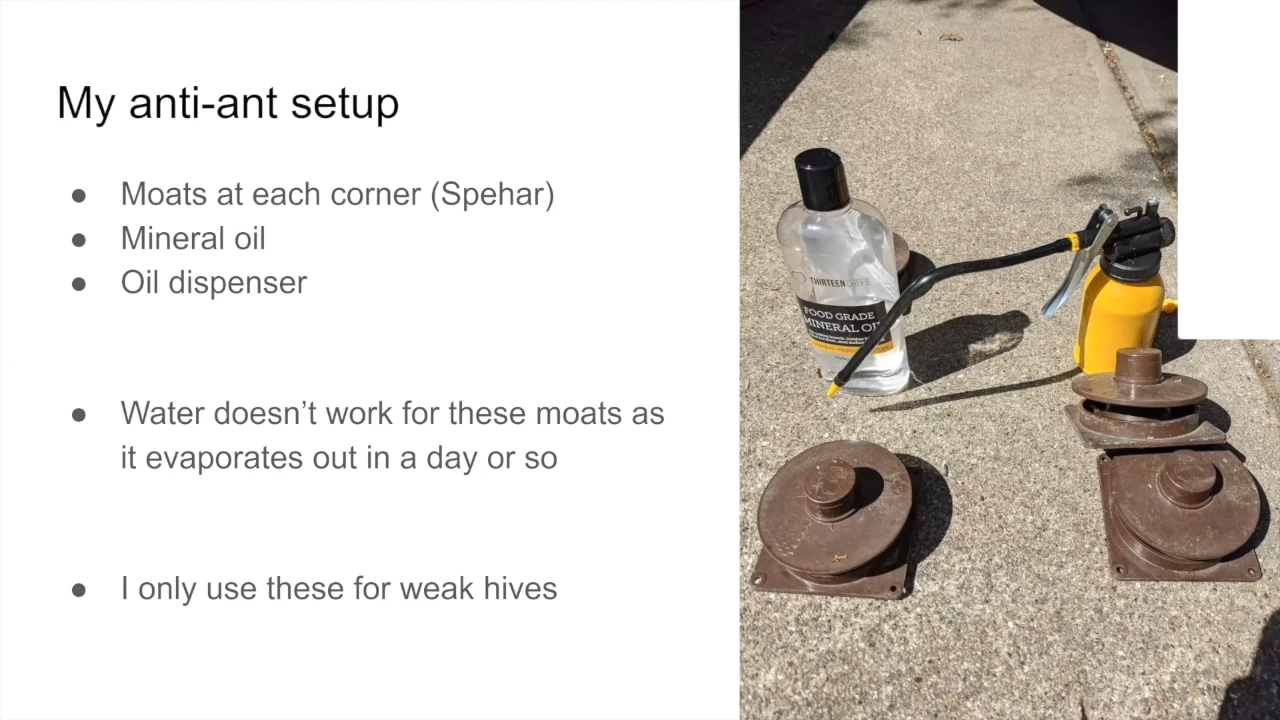 My anti-ant setup
● Moats at each corner (Spehar)
● Mineral oil
● Oil dispenser
● Water doesn’t work for these moats as
it evaporates out in a day or so
● I only use these for weak hives
THIRTEEN CHEFS
FOOD GRADE
MINERAL OIL